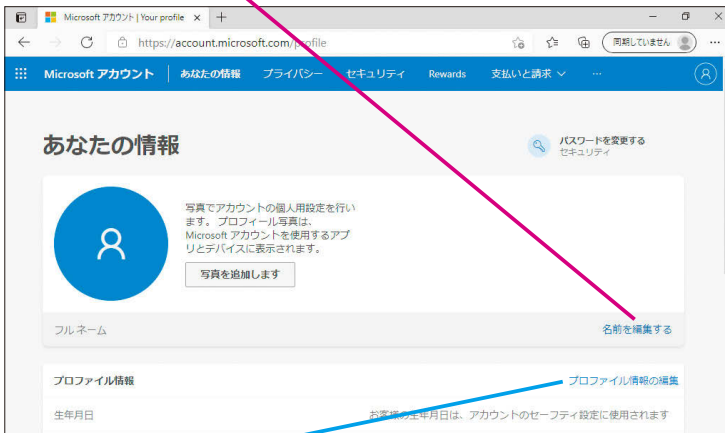 Microsoft アカウント | Your profile
https://account.microsoft.com/profile
同期していません
Microsoft アカウント
あなたの情報
プライバシー
セキュリティ
Rewards
支払いと請求
あなたの情報
パスワードを変更する
セキュリティ
写真でアカウントの個人用設定を行い
ます。プロフィール写真は、
Microsoft アカウントを使用するアプ
リとデバイスに表示されます。
写真を追加します
フル ネーム
名前を編集する
プロファイル情報
プロファイル情報の編集
生年月日
お客様の生年月日は、アカウントのセーフティ設定に使用されます